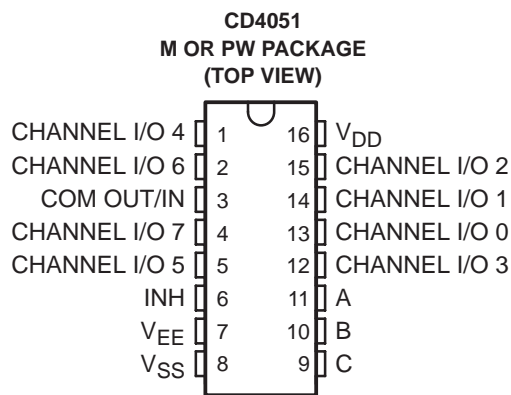 CD4051
M OR PW PACKAGE
(TOP VIEW)
CHANNEL I/O 4 1 16 VDD
CHANNEL I/O 6 2 15 CHANNEL I/O 2
COM OUT/IN 3 14 CHANNEL I/O 1
CHANNEL I/O 7 4 13 CHANNEL I/O 0
CHANNEL I/O 5 5 12 CHANNEL I/O 3
INH 6 11 A
VEE 7 10 B
VSS 8 9 C